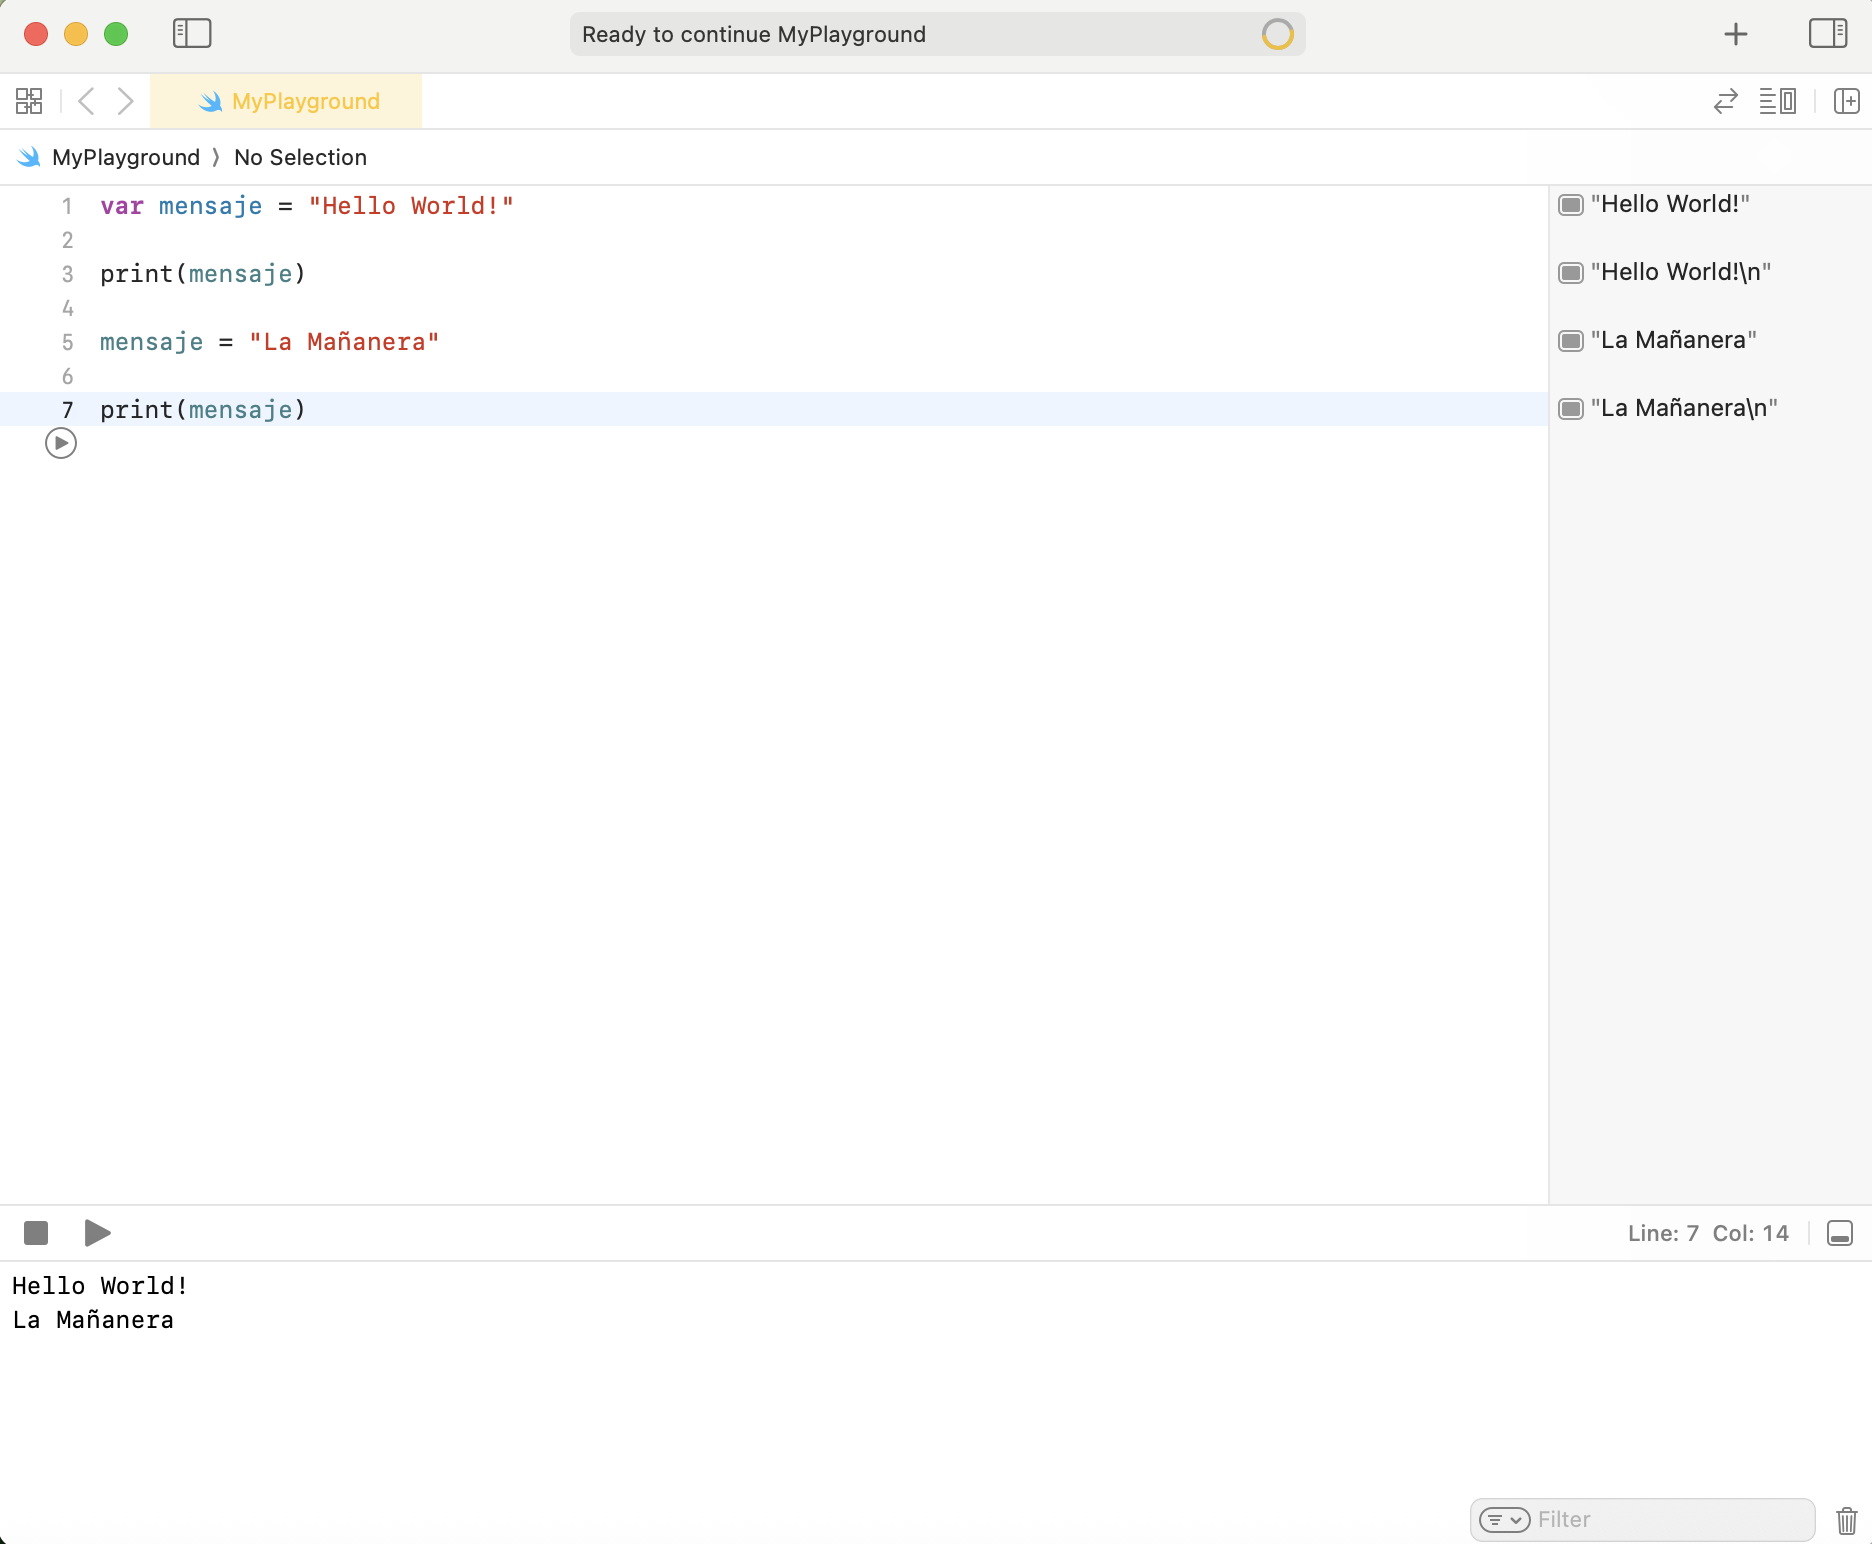 Ready to continue MyPlayground
MyPlayground
MyPlayground ⟩ No Selection
1 var mensaje = "Hello World!"
"Hello World!"
2
3 print(mensaje)
"Hello World!\n"
4
5 mensaje = "La Mañanera"
"La Mañanera"
6
7 print(mensaje)
"La Mañanera\n"
Line: 7 Col: 14
Hello World!
La Mañanera
Filter